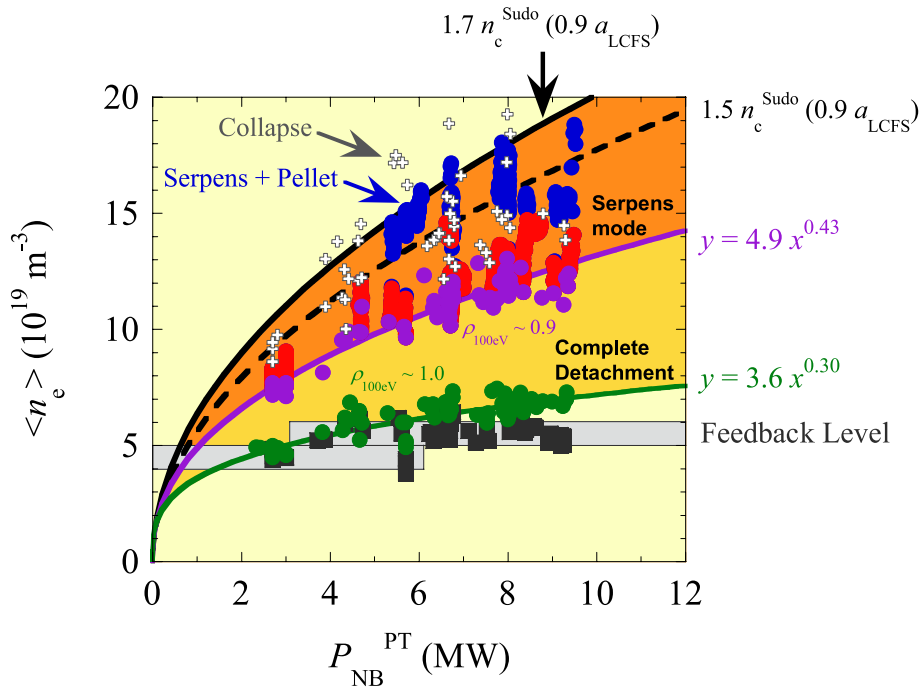 1.7 n_c^Sudo (0.9 a_LCFS)
1.5 n_c^Sudo (0.9 a_LCFS)
Collapse
Serpens + Pellet
Serpens
mode
y = 4.9 x^0.43
ρ_100eV ~ 0.9
Complete
Detachment
ρ_100eV ~ 1.0
y = 3.6 x^0.30
Feedback Level
<n_e> (10^19 m^-3)
20
15
10
5
0
0 2 4 6 8 10 12
P_NB^PT (MW)